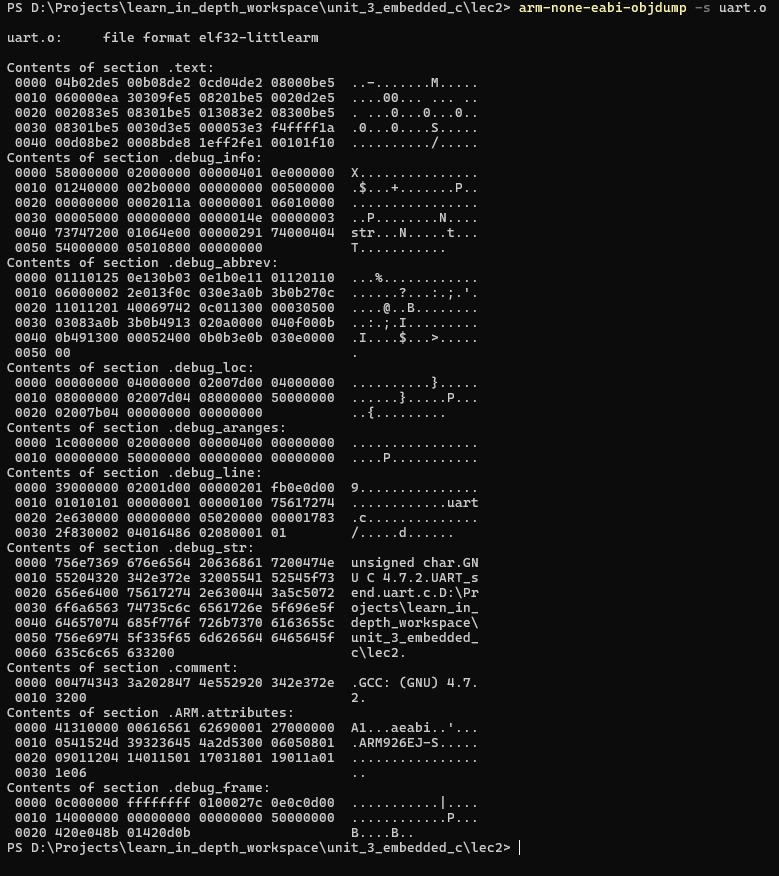 PS D:\Projects\learn_in_depth_workspace\unit_3_embedded_c\lec2> arm-none-eabi-objdump -s uart.o
uart.o:     file format elf32-littlearm
Contents of section .text:
 0000 04b02de5 00b08de2 0cd04de2 08000be5  ..-.......M.....
 0010 060000ea 30309fe5 08201be5 0020d2e5  ....00... ... ..
 0020 002083e5 08301be5 013083e2 08300be5  . ...0...0...0..
 0030 08301be5 0030d3e5 000053e3 f4ffff1a  .0...0....S.....
 0040 00d08be2 0008bde8 1eff2fe1 00101f10  ........../.....
Contents of section .debug_info:
 0000 58000000 02000000 00000401 0e000000  X...............
 0010 01240000 002b0000 00000000 00500000  .$...+.......P..
 0020 00000000 0002011a 00000001 06010000  ................
 0030 00005000 00000000 0000014e 00000003  ..P........N....
 0040 73747200 01064e00 00000291 74000404  str...N.....t...
 0050 54000000 05010800 00000000           T...........
Contents of section .debug_abbrev:
 0000 01110125 0e130b03 0e1b0e11 01120110  ...%............
 0010 06000002 2e013f0c 030e3a0b 3b0b270c  ......?...:.;.'.
 0020 11011201 40069742 0c011300 00030500  ....@..B........
 0030 03083a0b 3b0b4913 020a0000 040f000b  ..:.;.I.........
 0040 0b491300 00052400 0b0b3e0b 030e0000  .I....$...>.....
 0050 00                                   .
Contents of section .debug_loc:
 0000 00000000 04000000 02007d00 04000000  ..........}.....
 0010 08000000 02007d04 08000000 50000000  ......}.....P...
 0020 02007b04 00000000 00000000           ..{.........
Contents of section .debug_aranges:
 0000 1c000000 02000000 00000400 00000000  ................
 0010 00000000 50000000 00000000 00000000  ....P...........
Contents of section .debug_line:
 0000 39000000 02001d00 00000201 fb0e0d00  9...............
 0010 01010101 00000001 00000100 75617274  ............uart
 0020 2e630000 00000000 05020000 00001783  .c..............
 0030 2f830002 04016486 02080001 01        /.....d......
Contents of section .debug_str:
 0000 756e7369 676e6564 20636861 7200474e  unsigned char.GN
 0010 55204320 342e372e 32005541 52545f73  U C 4.7.2.UART_s
 0020 656e6400 75617274 2e630044 3a5c5072  end.uart.c.D:\Pr
 0030 6f6a6563 74735c6c 6561726e 5f696e5f  ojects\learn_in_
 0040 64657074 685f776f 726b7370 6163655c  depth_workspace\
 0050 756e6974 5f335f65 6d626564 6465645f  unit_3_embedded_
 0060 635c6c65 633200                      c\lec2.
Contents of section .comment:
 0000 00474343 3a202847 4e552920 342e372e  .GCC: (GNU) 4.7.
 0010 3200                                 2.
Contents of section .ARM.attributes:
 0000 41310000 00616561 62690001 27000000  A1...aeabi..'...
 0010 0541524d 39323645 4a2d5300 06050801  .ARM926EJ-S.....
 0020 09011204 14011501 17031801 19011a01  ................
 0030 1e06                                 ..
Contents of section .debug_frame:
 0000 0c000000 ffffffff 0100027c 0e0c0d00  ...........|....
 0010 14000000 00000000 00000000 50000000  ............P...
 0020 420e048b 01420d0b                    B....B..
PS D:\Projects\learn_in_depth_workspace\unit_3_embedded_c\lec2>